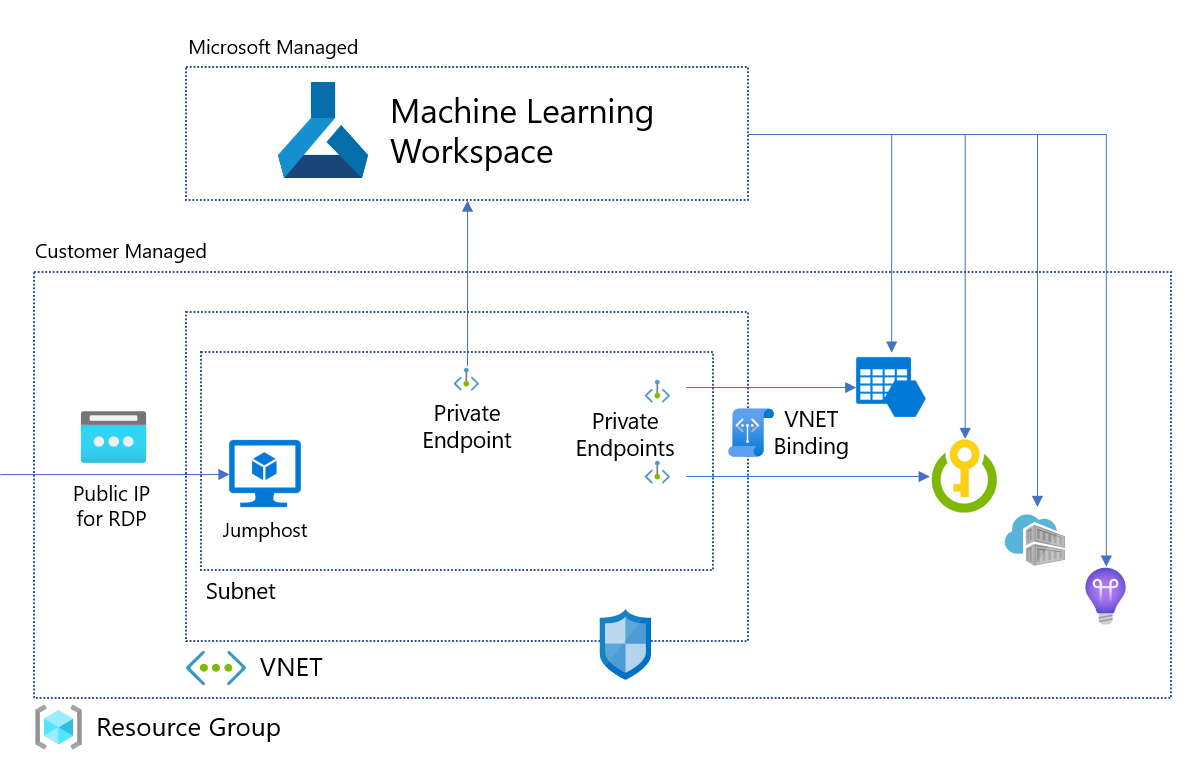 Microsoft Managed
Machine Learning
Workspace
Customer Managed
Private
Endpoint
Private
Endpoints
VNET
Binding
Public IP
for RDP
Jumphost
Subnet
VNET
Resource Group